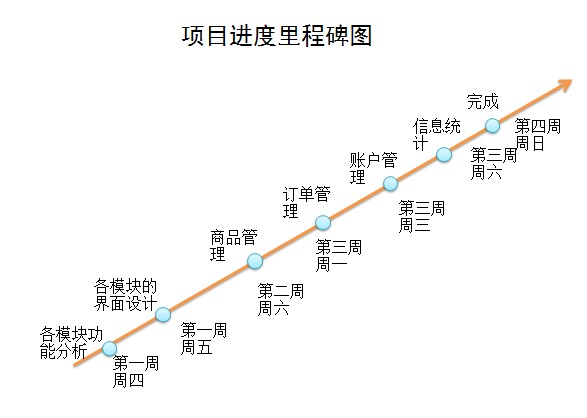 项目进度里程碑图
完成
第四周
周日
信息统
计
第三周
周六
账户管
理
第三周
周三
订单管
理
第三周
周一
商品管
理
第二周
周六
各模块的
界面设计
第一周
周五
各模块功
能分析
第一周
周四